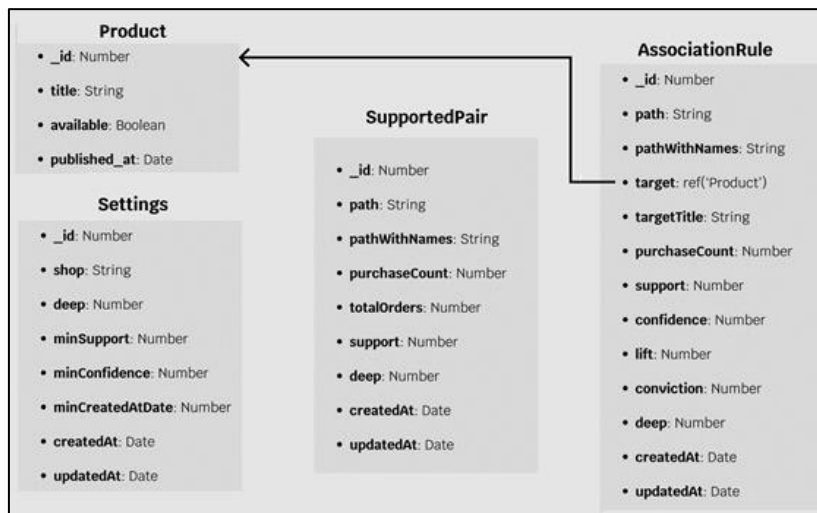 Product
• _id: Number
• title: String
• available: Boolean
• published_at: Date
Settings
• _id: Number
• shop: String
• deep: Number
• minSupport: Number
• minConfidence: Number
• minCreatedAtDate: Number
• createdAt: Date
• updatedAt: Date
SupportedPair
• _id: Number
• path: String
• pathWithNames: String
• purchaseCount: Number
• totalOrders: Number
• support: Number
• deep: Number
• createdAt: Date
• updatedAt: Date
AssociationRule
• _id: Number
• path: String
• pathWithNames: String
• target: ref('Product')
• targetTitle: String
• purchaseCount: Number
• support: Number
• confidence: Number
• lift: Number
• conviction: Number
• deep: Number
• createdAt: Date
• updatedAt: Date